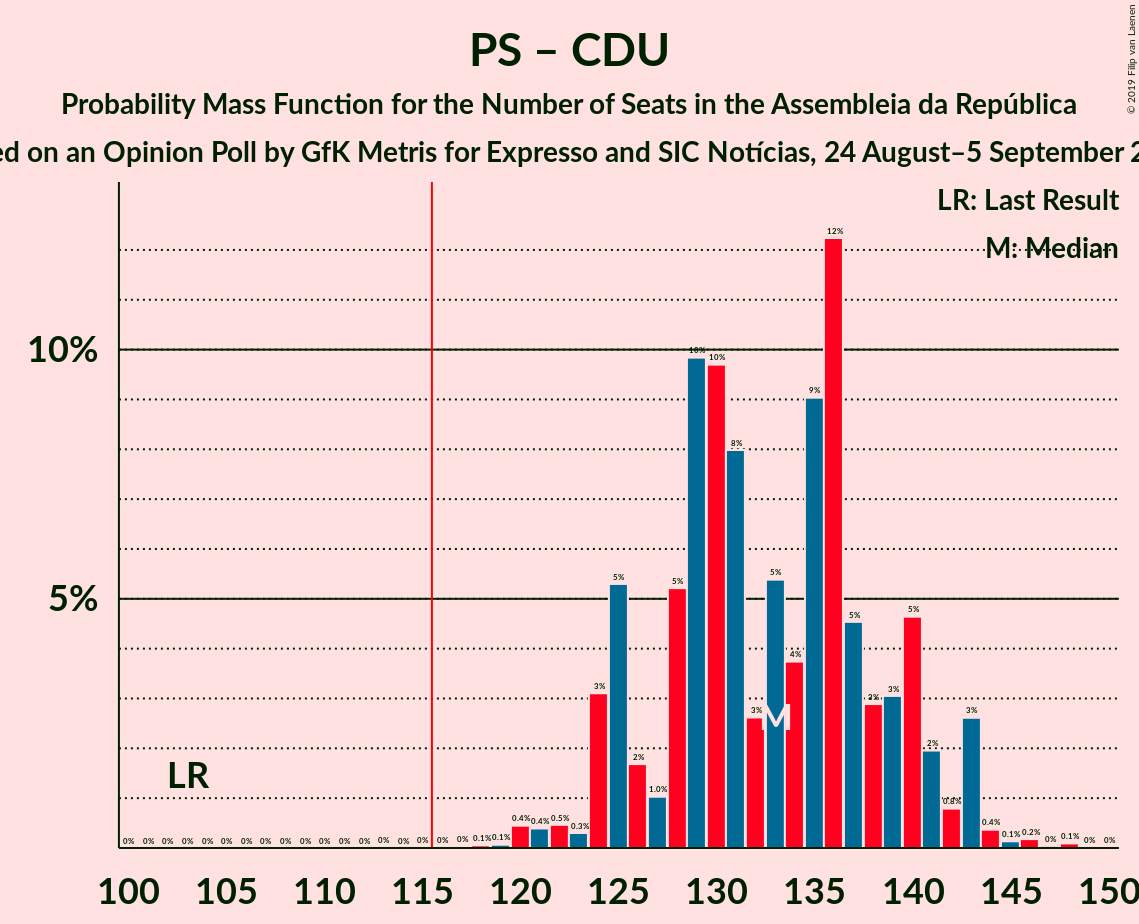 PS – CDU
Probability Mass Function for the Number of Seats in the Assembleia da República
ed on an Opinion Poll by GfK Metris for Expresso and SIC Notícias, 24 August–5 September 2
© 2019 Filip van Laenen
LR: Last Result
M: Median
12%
10%
10% 10%
9%
8%
5%
5% 5% 5% 5% 5%
4%
3% 3% 3% 3% 3%
M
2% 2%
LR
1.0% 0.8%
0% 0% 0% 0% 0% 0% 0% 0% 0% 0% 0% 0% 0% 0% 0% 0% 0% 0% 0.1% 0.1% 0.4% 0.4% 0.5% 0.3% 0.4% 0.1% 0.2% 0% 0.1% 0% 0%
100 105 110 115 120 125 130 135 140 145 150